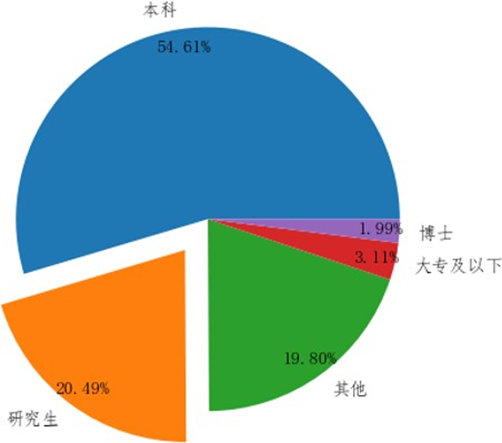 本科
54.61%
1.99%
博士
3.11%
大专及以下
19.80%
其他
20.49%
研究生